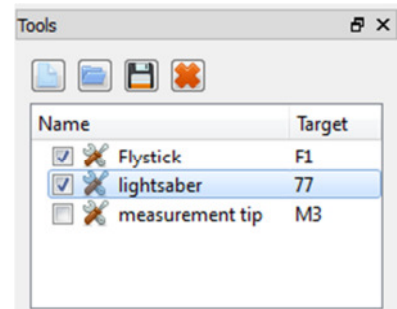 Tools
Name Target
Flystick F1
lightsaber 77
measurement tip M3